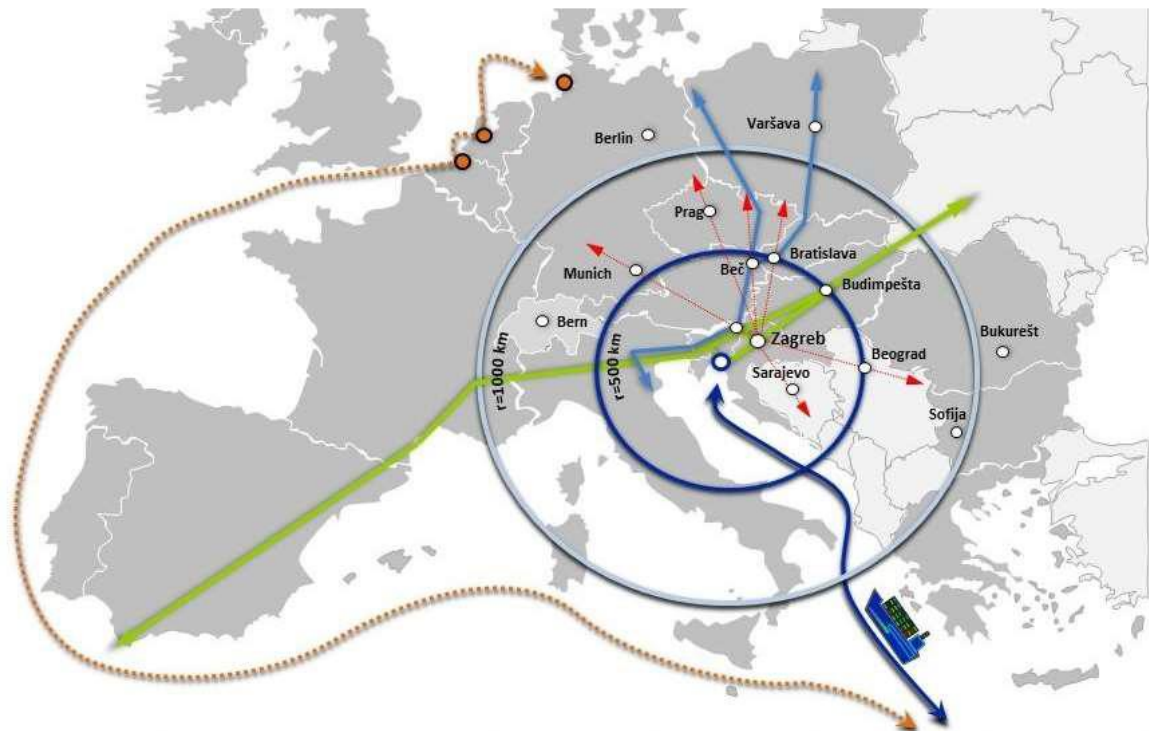 Varšava
Berlin
Prag
Bratislava
Beč
Munich
Budimpešta
Bern
Zagreb
Bukurešt
Beograd
r=1000 km
r=500 km
Sarajevo
Sofija